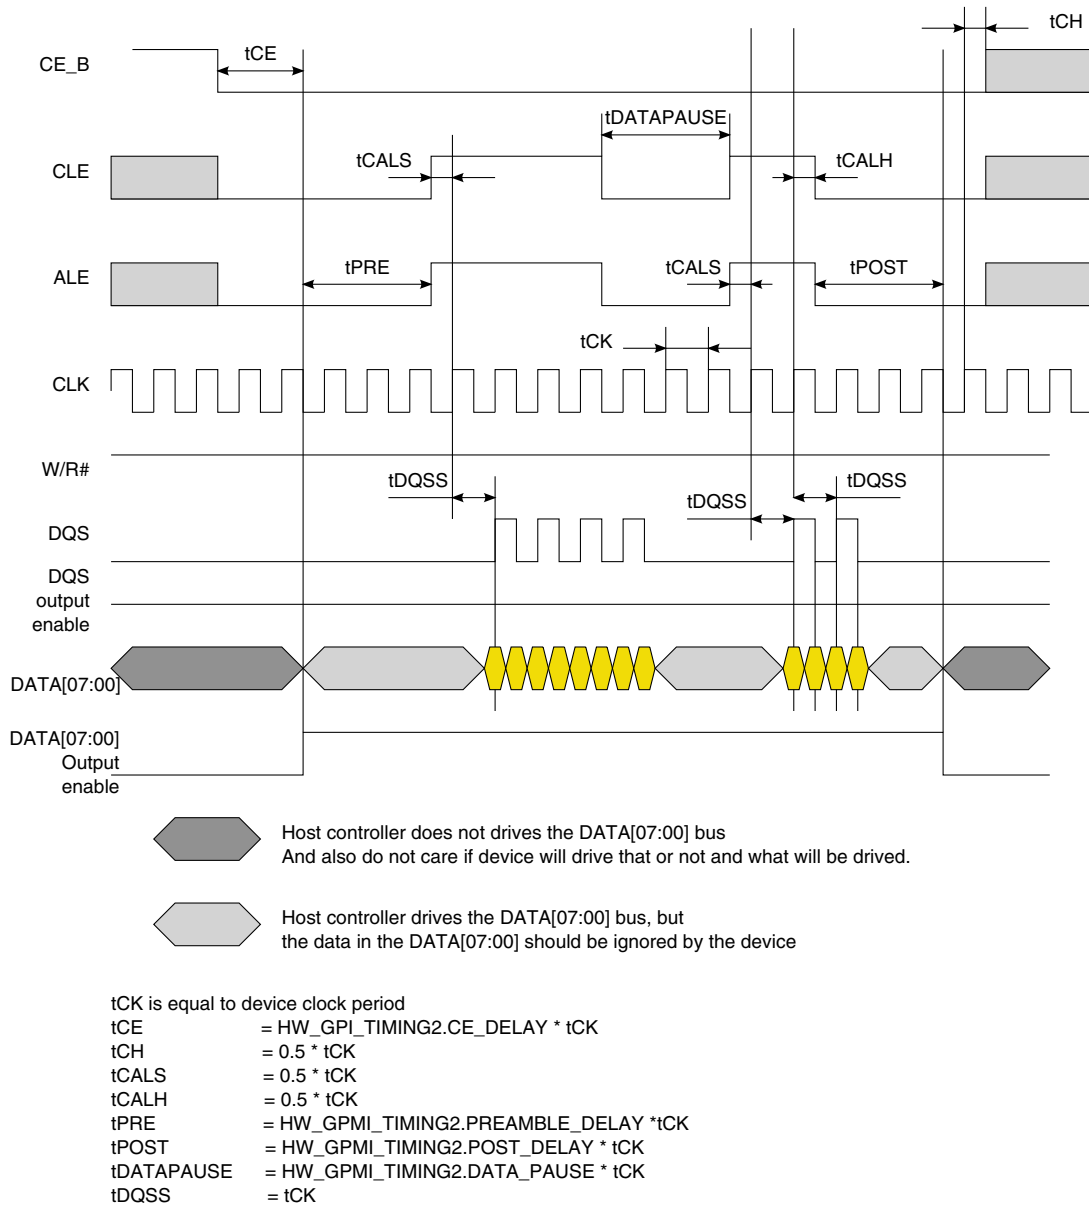 tCH
CE_B
tCE
tDATAPAUSE
CLE
tCALS
tCALH
ALE
tPRE
tCALS
tPOST
tCK
CLK
W/R#
tDQSS
tDQSS
tDQSS
DQS
DQS
output
enable
DATA[07:00]
DATA[07:00]
Output
enable
Host controller does not drives the DATA[07:00] bus
And also do not care if device will drive that or not and what will be drived.
Host controller drives the DATA[07:00] bus, but
the data in the DATA[07:00] should be ignored by the device
tCK is equal to device clock period
tCE = HW_GPI_TIMING2.CE_DELAY * tCK
tCH = 0.5 * tCK
tCALS = 0.5 * tCK
tCALH = 0.5 * tCK
tPRE = HW_GPMI_TIMING2.PREAMBLE_DELAY *tCK
tPOST = HW_GPMI_TIMING2.POST_DELAY * tCK
tDATAPAUSE = HW_GPMI_TIMING2.DATA_PAUSE * tCK
tDQSS = tCK